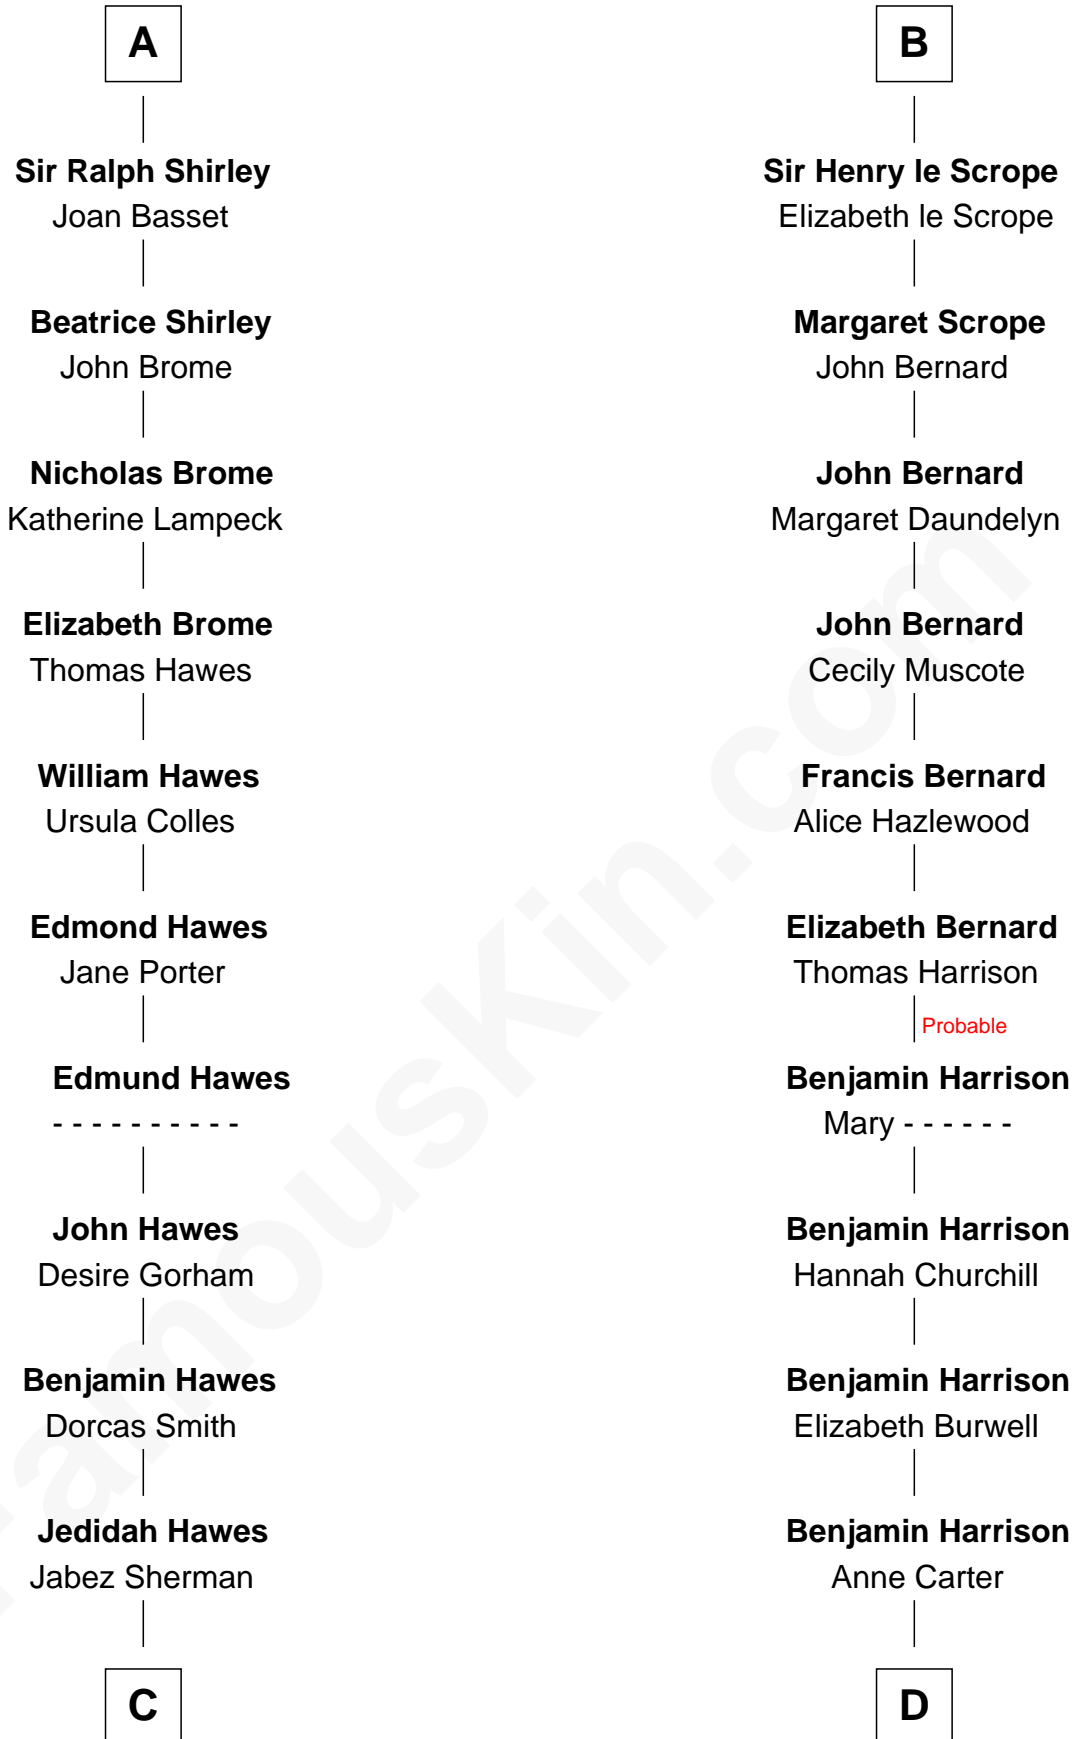 A
Sir Ralph Shirley
Joan Basset
Beatrice Shirley
John Brome
Nicholas Brome
Katherine Lampeck
Elizabeth Brome
Thomas Hawes
William Hawes
Ursula Colles
Edmond Hawes
Jane Porter
Edmund Hawes
- - - - - - - - - -
John Hawes
Desire Gorham
Benjamin Hawes
Dorcas Smith
Jedidah Hawes
Jabez Sherman
C
B
Sir Henry le Scrope
Elizabeth le Scrope
Margaret Scrope
John Bernard
John Bernard
Margaret Daundelyn
John Bernard
Cecily Muscote
Francis Bernard
Alice Hazlewood
Elizabeth Bernard
Thomas Harrison
Probable
Benjamin Harrison
Mary - - - - - -
Benjamin Harrison
Hannah Churchill
Benjamin Harrison
Elizabeth Burwell
Benjamin Harrison
Anne Carter
D
FamousKin.com